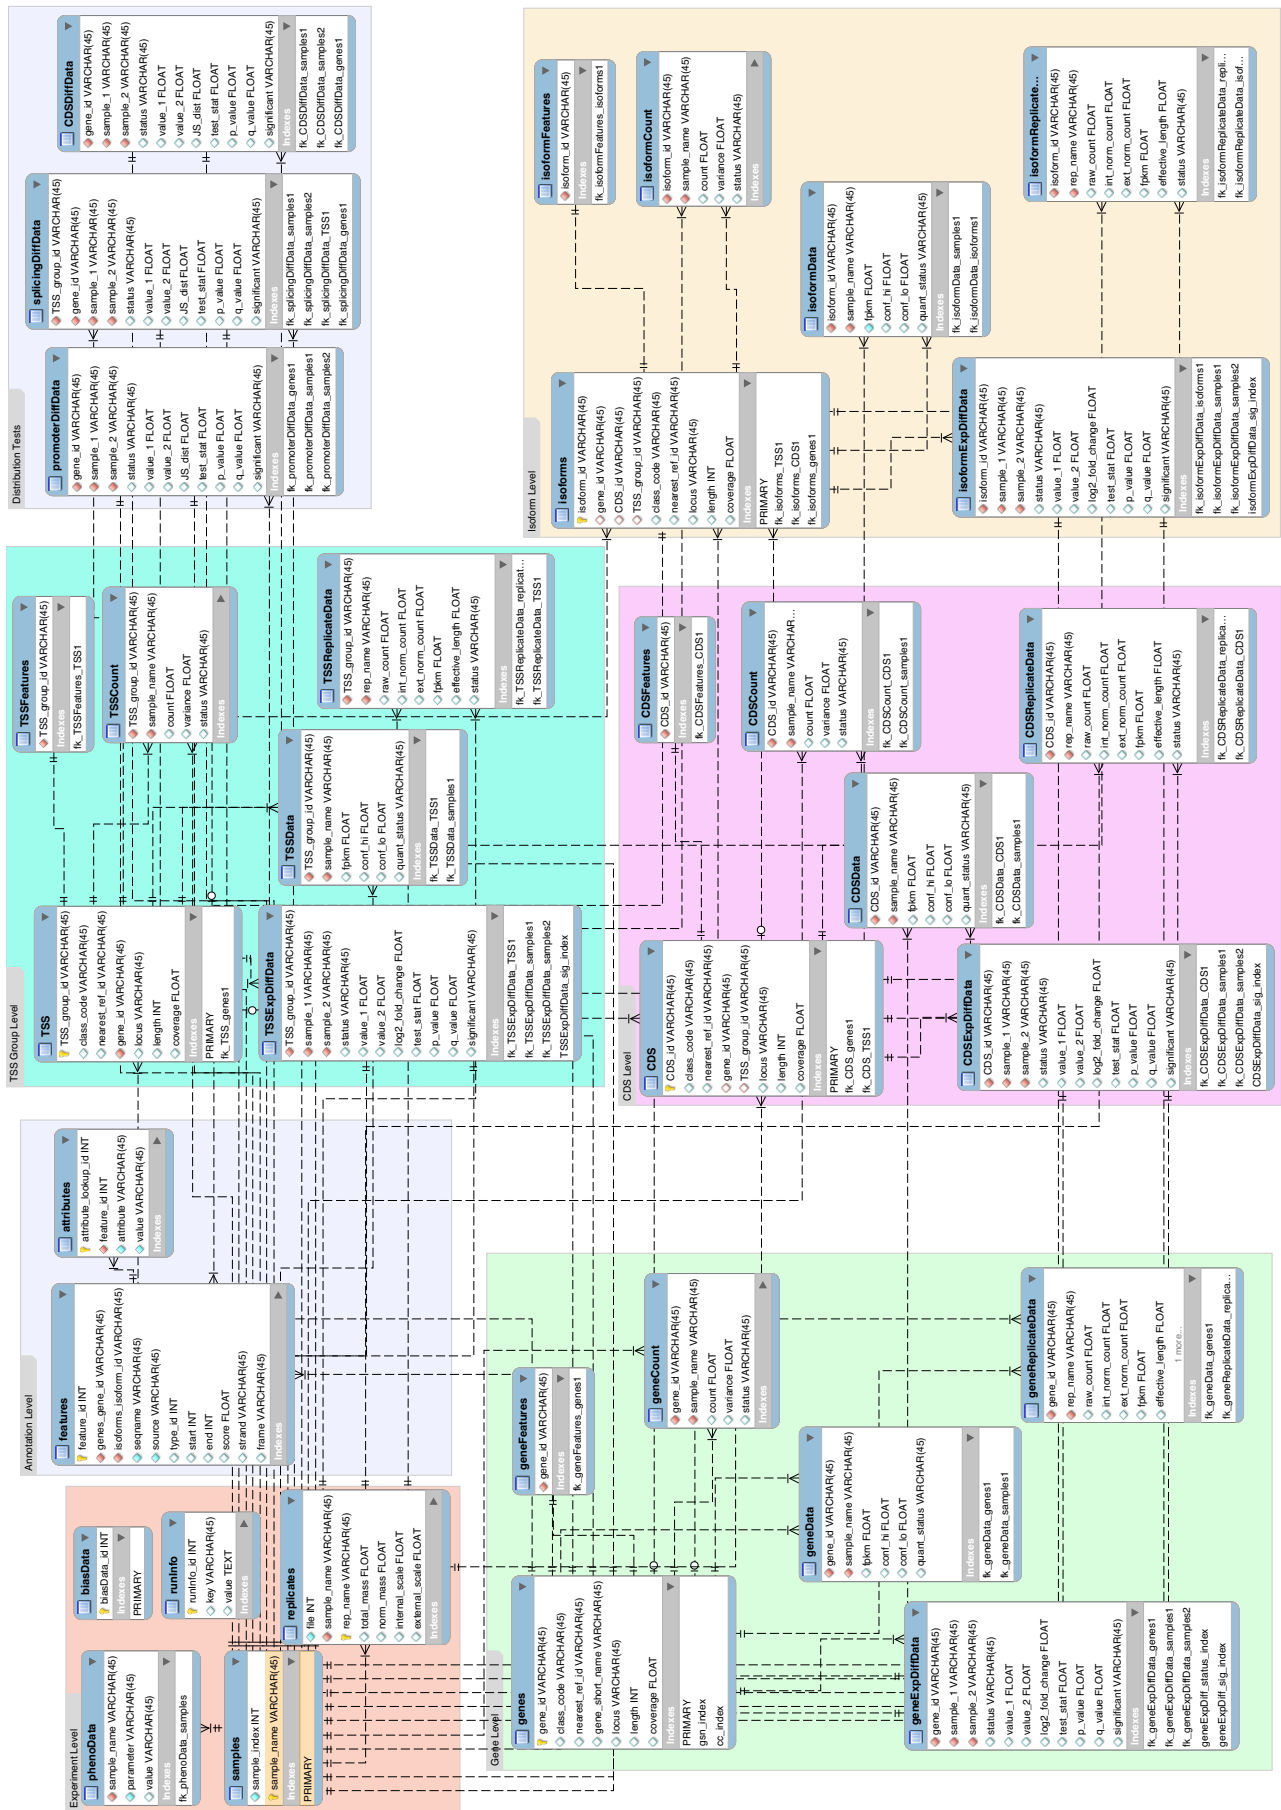 Experiment Level
phenoData
sample_name VARCHAR(45)
parameter VARCHAR(45)
value VARCHAR(45)
Indexes
fk_phenoData_samples
biasData
biasData_id INT
Indexes
PRIMARY
runInfo
runInfo_id INT
key VARCHAR(45)
value TEXT
Indexes
samples
sample_index INT
sample_name VARCHAR(45)
Indexes
PRIMARY
replicates
file INT
sample_name VARCHAR(45)
rep_name VARCHAR(45)
total_mass FLOAT
norm_mass FLOAT
internal_scale FLOAT
external_scale FLOAT
Indexes
Annotation Level
features
feature_id INT
genes_gene_id VARCHAR(45)
isoforms_isoform_id VARCHAR(45)
seqname VARCHAR(45)
source VARCHAR(45)
type_id INT
start INT
end INT
score FLOAT
strand VARCHAR(45)
frame VARCHAR(45)
Indexes
attributes
attribute_lookup_id INT
feature_id INT
attribute VARCHAR(45)
value VARCHAR(45)
Indexes
TSS Group Level
TSS
TSS_group_id VARCHAR(45)
class_code VARCHAR(45)
nearest_ref_id VARCHAR(45)
gene_id VARCHAR(45)
locus VARCHAR(45)
length INT
coverage FLOAT
Indexes
PRIMARY
fk_TSS_genes1
TSSFeatures
TSS_group_id VARCHAR(45)
Indexes
fk_TSSFeatures_TSS1
TSSCount
TSS_group_id VARCHAR(45)
sample_name VARCHAR(45)
count FLOAT
variance FLOAT
status VARCHAR(45)
Indexes
TSSExpDiffData
TSS_group_id VARCHAR(45)
sample_1 VARCHAR(45)
sample_2 VARCHAR(45)
status VARCHAR(45)
value_1 FLOAT
value_2 FLOAT
log2_fold_change FLOAT
test_stat FLOAT
p_value FLOAT
q_value FLOAT
significant VARCHAR(45)
Indexes
fk_TSSExpDiffData_TSS1
fk_TSSExpDiffData_samples1
fk_TSSExpDiffData_samples2
TSSExpDiffData_sig_index
TSSData
TSS_group_id VARCHAR(45)
sample_name VARCHAR(45)
fpkm FLOAT
conf_hi FLOAT
conf_lo FLOAT
quant_status VARCHAR(45)
Indexes
fk_TSSData_TSS1
fk_TSSData_samples1
TSSReplicateData
TSS_group_id VARCHAR(45)
rep_name VARCHAR(45)
raw_count FLOAT
int_norm_count FLOAT
ext_norm_count FLOAT
fpkm FLOAT
effective_length FLOAT
status VARCHAR(45)
Indexes
fk_TSSReplicateData_replicat...
fk_TSSReplicateData_TSS1
Distribution Tests
promoterDiffData
gene_id VARCHAR(45)
sample_1 VARCHAR(45)
sample_2 VARCHAR(45)
status VARCHAR(45)
value_1 FLOAT
value_2 FLOAT
JS_dist FLOAT
test_stat FLOAT
p_value FLOAT
q_value FLOAT
significant VARCHAR(45)
Indexes
fk_promoterDiffData_genes1
fk_promoterDiffData_samples1
fk_promoterDiffData_samples2
splicingDiffData
TSS_group_id VARCHAR(45)
gene_id VARCHAR(45)
sample_1 VARCHAR(45)
sample_2 VARCHAR(45)
status VARCHAR(45)
value_1 FLOAT
value_2 FLOAT
JS_dist FLOAT
test_stat FLOAT
p_value FLOAT
q_value FLOAT
significant VARCHAR(45)
Indexes
fk_splicingDiffData_samples1
fk_splicingDiffData_samples2
fk_splicingDiffData_TSS1
fk_splicingDiffData_genes1
CDSDiffData
gene_id VARCHAR(45)
sample_1 VARCHAR(45)
sample_2 VARCHAR(45)
status VARCHAR(45)
value_1 FLOAT
value_2 FLOAT
JS_dist FLOAT
test_stat FLOAT
p_value FLOAT
q_value FLOAT
significant VARCHAR(45)
Indexes
fk_CDSDiffData_samples1
fk_CDSDiffData_samples2
fk_CDSDiffData_genes1
Gene Level
genes
gene_id VARCHAR(45)
class_code VARCHAR(45)
nearest_ref_id VARCHAR(45)
gene_short_name VARCHAR(45)
locus VARCHAR(45)
length INT
coverage FLOAT
Indexes
PRIMARY
gsn_index
cc_index
geneFeatures
gene_id VARCHAR(45)
Indexes
fk_geneFeatures_genes1
geneCount
gene_id VARCHAR(45)
sample_name VARCHAR(45)
count FLOAT
variance FLOAT
status VARCHAR(45)
Indexes
geneData
gene_id VARCHAR(45)
sample_name VARCHAR(45)
fpkm FLOAT
conf_hi FLOAT
conf_lo FLOAT
quant_status VARCHAR(45)
Indexes
fk_geneData_genes1
fk_geneData_samples1
geneExpDiffData
gene_id VARCHAR(45)
sample_1 VARCHAR(45)
sample_2 VARCHAR(45)
status VARCHAR(45)
value_1 FLOAT
value_2 FLOAT
log2_fold_change FLOAT
test_stat FLOAT
p_value FLOAT
q_value FLOAT
significant VARCHAR(45)
Indexes
fk_geneExpDiffData_genes1
fk_geneExpDiffData_samples1
fk_geneExpDiffData_samples2
geneExpDiff_status_index
geneExpDiff_sig_index
geneReplicateData
gene_id VARCHAR(45)
rep_name VARCHAR(45)
raw_count FLOAT
int_norm_count FLOAT
ext_norm_count FLOAT
fpkm FLOAT
effective_length FLOAT
1 more...
Indexes
fk_geneData_genes1
fk_geneReplicateData_replica...
CDS Level
CDS
CDS_id VARCHAR(45)
class_code VARCHAR(45)
nearest_ref_id VARCHAR(45)
gene_id VARCHAR(45)
TSS_group_id VARCHAR(45)
locus VARCHAR(45)
length INT
coverage FLOAT
Indexes
PRIMARY
fk_CDS_genes1
fk_CDS_TSS1
CDSFeatures
CDS_id VARCHAR(45)
Indexes
fk_CDSFeatures_CDS1
CDSCount
CDS_id VARCHAR(45)
sample_name VARCHAR...
count FLOAT
variance FLOAT
status VARCHAR(45)
Indexes
fk_CDSCount_CDS1
fk_CDSCount_samples1
CDSData
CDS_id VARCHAR(45)
sample_name VARCHAR(45)
fpkm FLOAT
conf_hi FLOAT
conf_lo FLOAT
quant_status VARCHAR(45)
Indexes
fk_CDSData_CDS1
fk_CDSData_samples1
CDSExpDiffData
CDS_id VARCHAR(45)
sample_1 VARCHAR(45)
sample_2 VARCHAR(45)
status VARCHAR(45)
value_1 FLOAT
value_2 FLOAT
log2_fold_change FLOAT
test_stat FLOAT
p_value FLOAT
q_value FLOAT
significant VARCHAR(45)
Indexes
fk_CDSExpDiffData_CDS1
fk_CDSExpDiffData_samples1
fk_CDSExpDiffData_samples2
CDSExpDiffData_sig_index
CDSReplicateData
CDS_id VARCHAR(45)
rep_name VARCHAR(45)
raw_count FLOAT
int_norm_count FLOAT
ext_norm_count FLOAT
fpkm FLOAT
effective_length FLOAT
status VARCHAR(45)
Indexes
fk_CDSReplicateData_replica...
fk_CDSReplicateData_CDS1
Isoform Level
isoforms
isoform_id VARCHAR(45)
gene_id VARCHAR(45)
CDS_id VARCHAR(45)
TSS_group_id VARCHAR(45)
class_code VARCHAR(45)
nearest_ref_id VARCHAR(45)
locus VARCHAR(45)
length INT
coverage FLOAT
Indexes
PRIMARY
fk_isoforms_TSS1
fk_isoforms_CDS1
fk_isoforms_genes1
isoformFeatures
isoform_id VARCHAR(45)
Indexes
fk_isoformFeatures_isoforms1
isoformCount
isoform_id VARCHAR(45)
sample_name VARCHAR(45)
count FLOAT
variance FLOAT
status VARCHAR(45)
Indexes
isoformData
isoform_id VARCHAR(45)
sample_name VARCHAR(45)
fpkm FLOAT
conf_hi FLOAT
conf_lo FLOAT
quant_status VARCHAR(45)
Indexes
fk_isoformData_samples1
fk_isoformData_isoforms1
isoformExpDiffData
isoform_id VARCHAR(45)
sample_1 VARCHAR(45)
sample_2 VARCHAR(45)
status VARCHAR(45)
value_1 FLOAT
value_2 FLOAT
log2_fold_change FLOAT
test_stat FLOAT
p_value FLOAT
q_value FLOAT
significant VARCHAR(45)
Indexes
fk_isoformExpDiffData_isoforms1
fk_isoformExpDiffData_samples1
fk_isoformExpDiffData_samples2
isoformExpDiffData_sig_index
isoformReplicate...
isoform_id VARCHAR(45)
rep_name VARCHAR(45)
raw_count FLOAT
int_norm_count FLOAT
ext_norm_count FLOAT
fpkm FLOAT
effective_length FLOAT
status VARCHAR(45)
Indexes
fk_isoformReplicateData_repli...
fk_isoformReplicateData_isof...